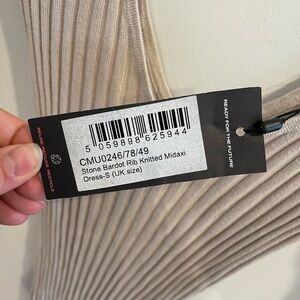 5 059898 625944
CMU0246/78/49
Stone Bardot Rib Knitted Midaxi
Dress-S (UK size)
READY FOR THE FUTURE